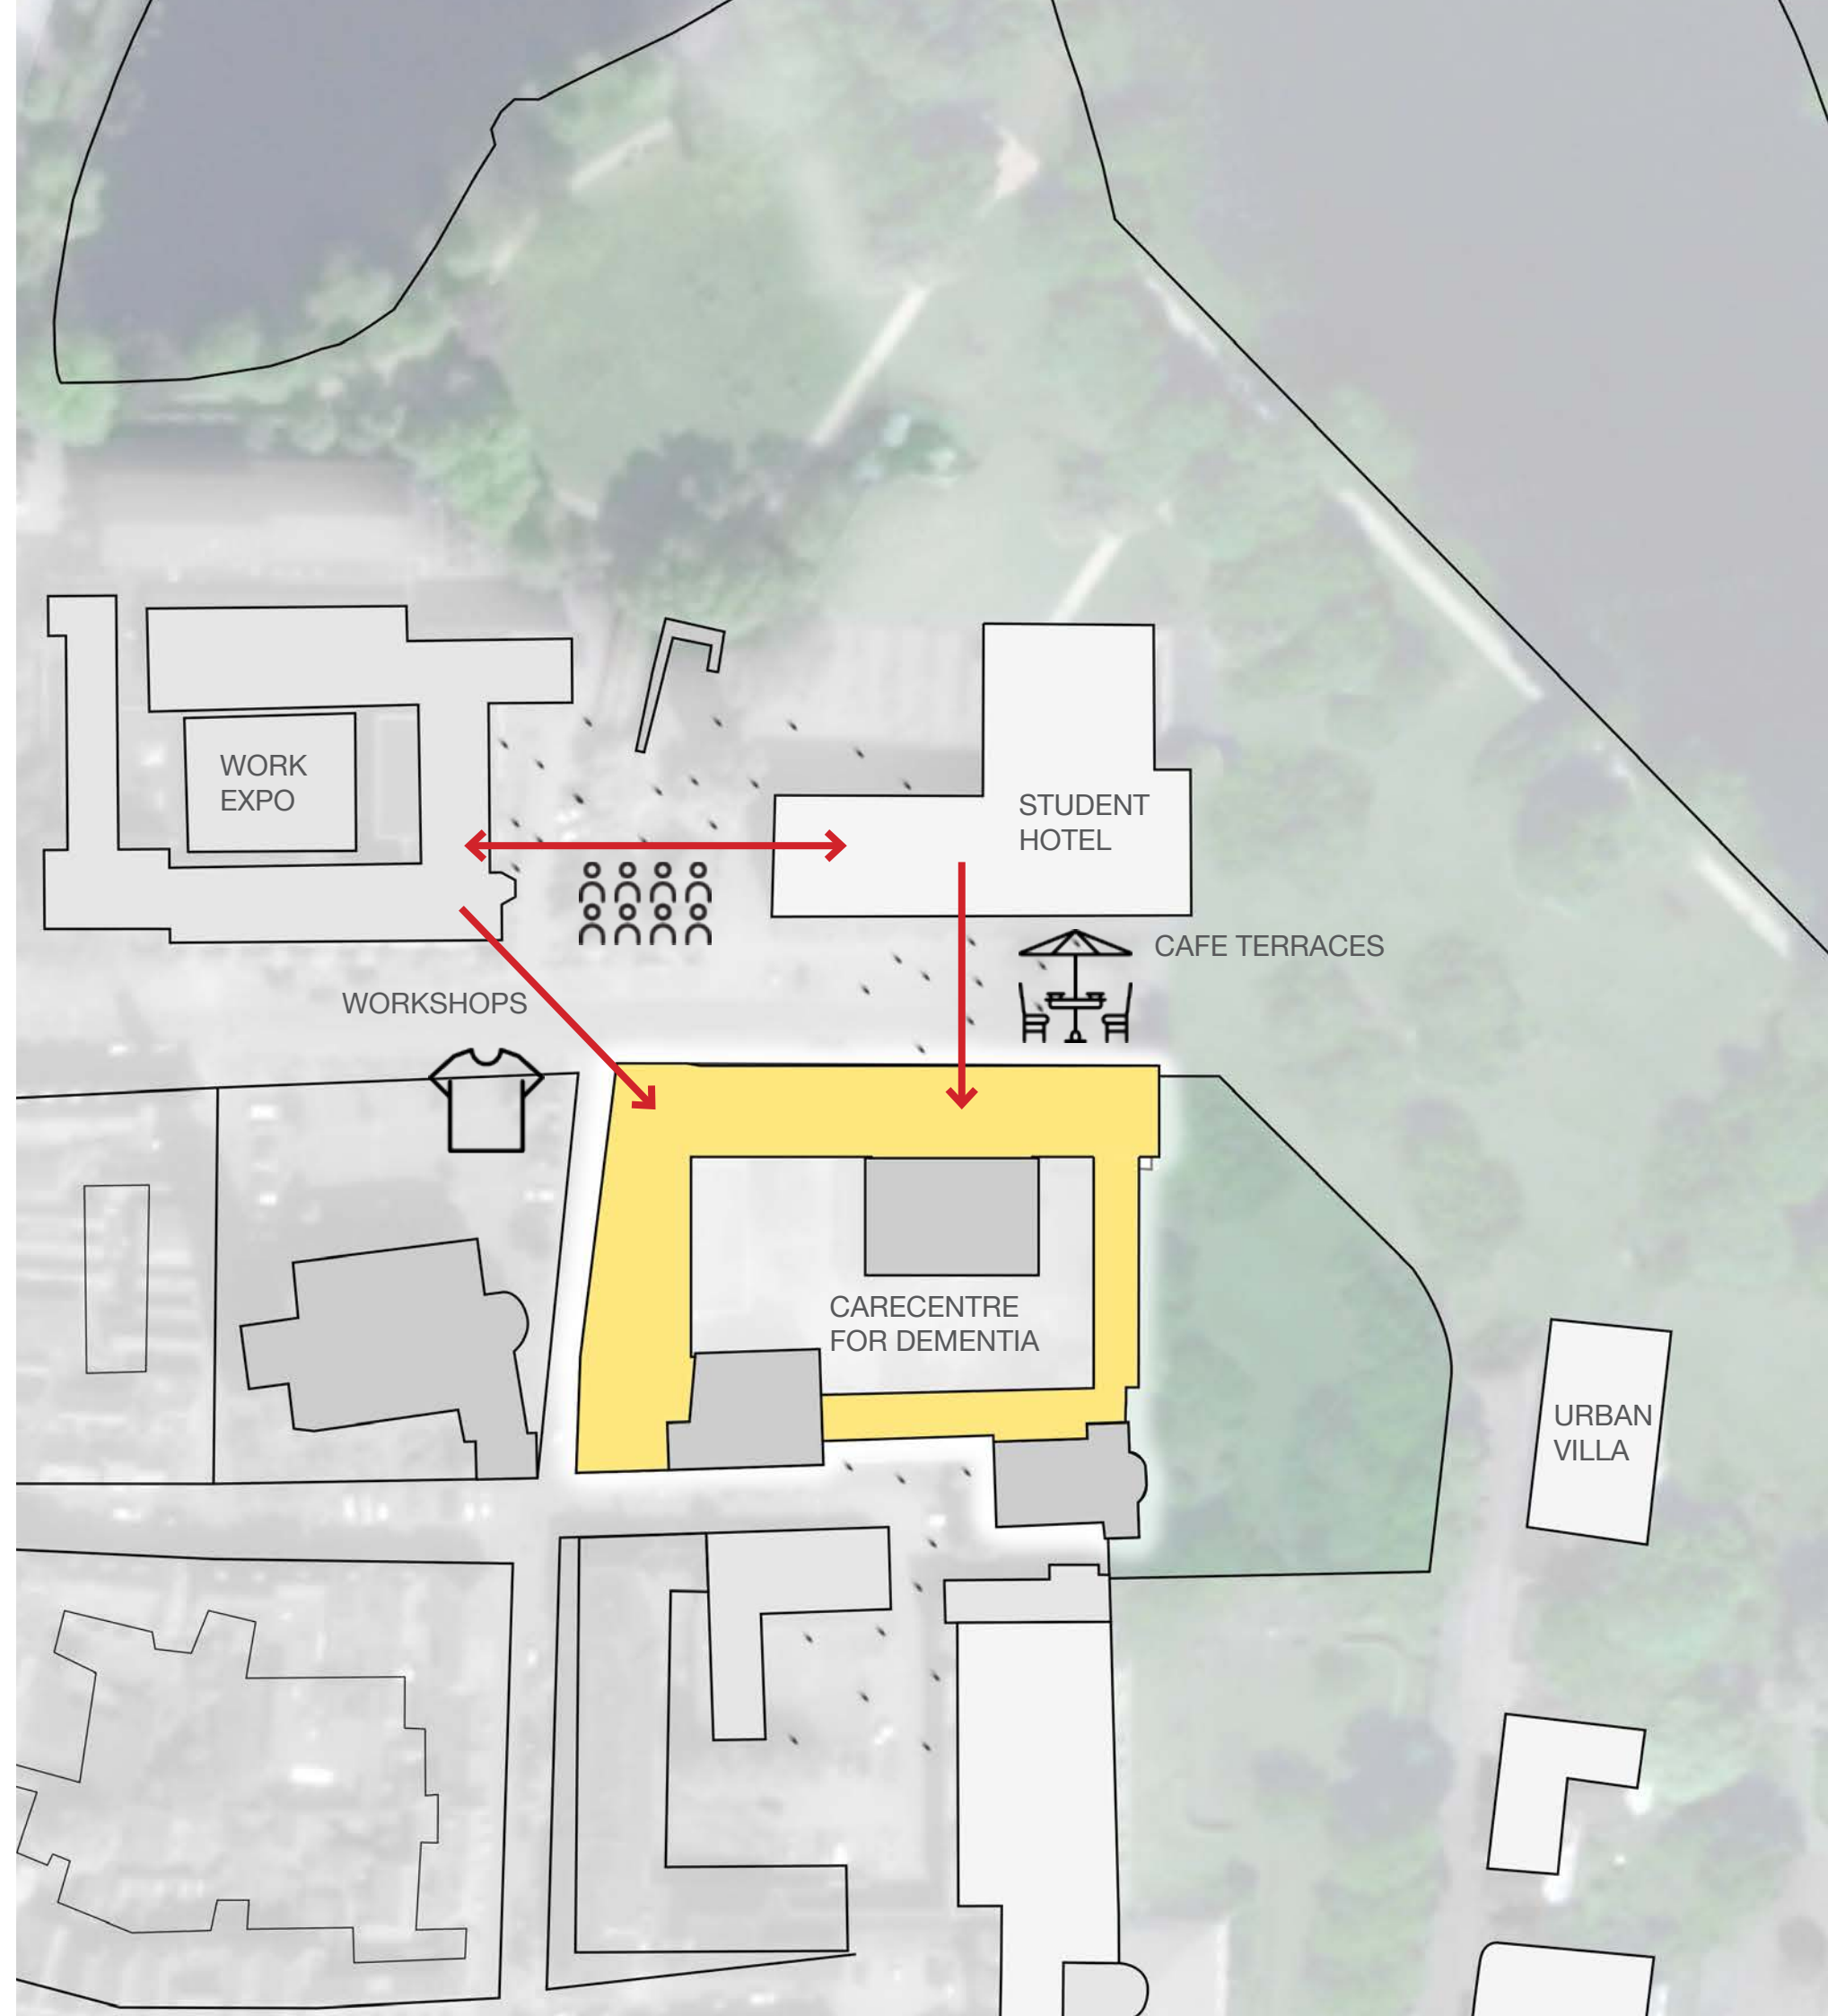 WORK
EXPO
STUDENT
HOTEL
CAFE TERRACES
WORKSHOPS
CARECENTRE
FOR DEMENTIA
URBAN
VILLA